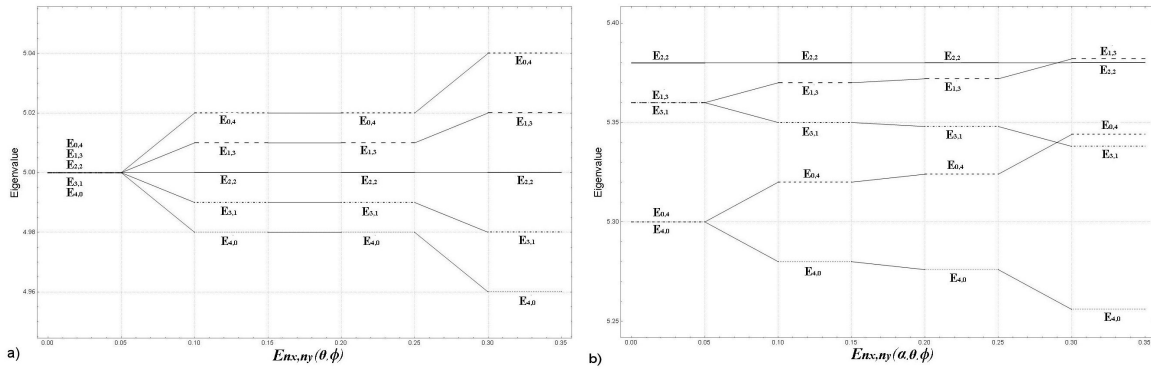 5.04
5.02
5.00
4.98
4.96
Eigenvalue
E0,4
E1,3
E2,2
E3,1
E4,0
E0,4
E1,3
E2,2
E3,1
E4,0
E0,4
E1,3
E2,2
E3,1
E4,0
E0,4
E1,3
E2,2
E3,1
E4,0
0.00 0.05 0.10 0.15 0.20 0.25 0.30 0.35
a) Enx,ny(θ,ϕ)
5.40
5.35
5.30
5.25
Eigenvalue
E2,2
E1,3
E3,1
E0,4
E4,0
E2,2
E1,3
E3,1
E0,4
E4,0
E2,2
E1,3
E3,1
E0,4
E4,0
E1,3
E2,2
E0,4
E3,1
E4,0
0.00 0.05 0.10 0.15 0.20 0.25 0.30 0.35
b) Enx,ny(α,θ,ϕ)